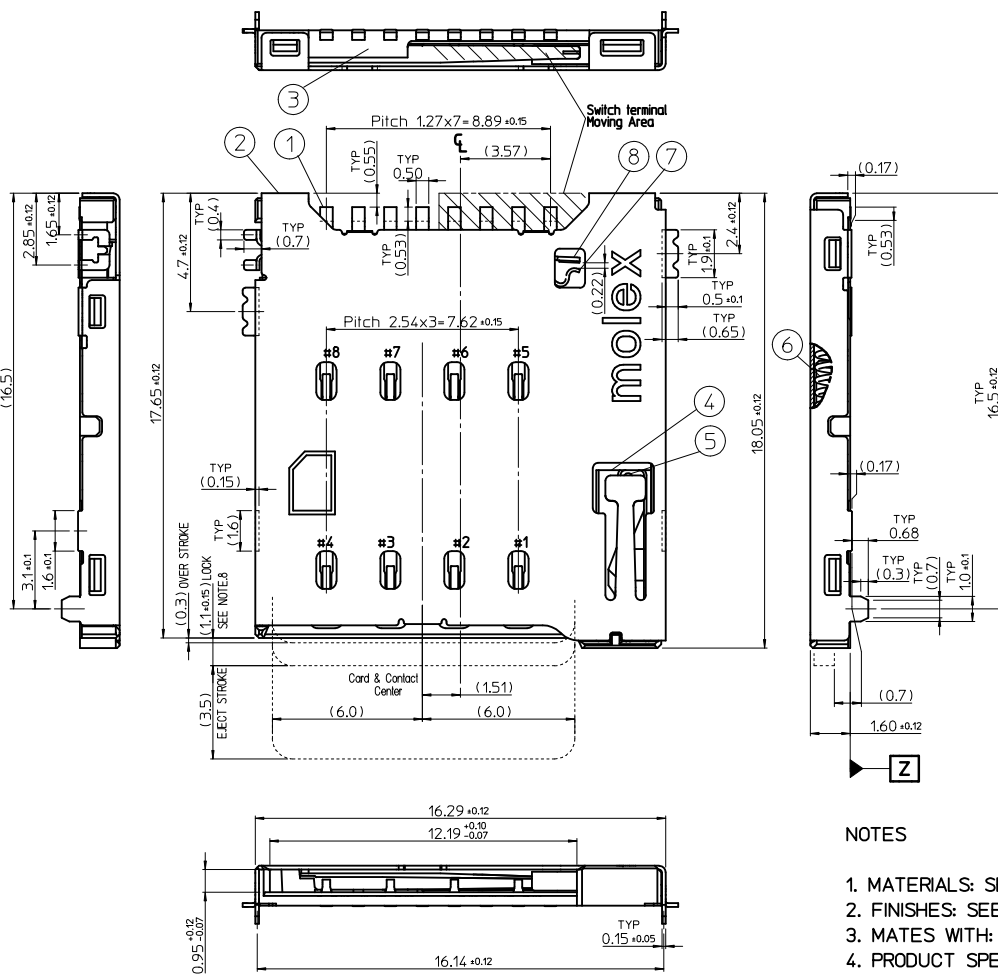 3
Switch terminal
Moving Area
Pitch 1.27x7=8.89 ±0.15
℄
(3.57)
2
1
8
7
TYP
(0.55)
TYP
0.50
(0.53)
(0.17)
TYP
(0.53)
2.85 ±0.12
1.65 ±0.12
TYP
(0.4)
TYP
(0.7)
4.7 ±0.12
2.4 ±0.12
TYP
1.9 ±0.1
TYP
0.5 ±0.1
TYP
(0.65)
(0.22)
molex
Pitch 2.54x3=7.62 ±0.15
#8
#7
#6
#5
6
4
5
(16.5)
17.65 ±0.12
18.05 ±0.12
TYP
16.5 ±0.12
TYP
(0.15)
TYP
(1.6)
(0.17)
#4
#3
#2
#1
TYP
0.68
TYP
(0.3)
TYP
(0.7)
TYP
1.0 ±0.1
3.1 ±0.1
1.6 ±0.1
(0.3) OVER STROKE
(1.1 ±0.15) LOCK
SEE NOTE.8
(3.5)
EJECT STROKE
Card & Contact
Center
(1.51)
(6.0)
(6.0)
(0.7)
1.60 ±0.12
Z
16.29 ±0.12
12.19 +0.10 -0.07
0.95 +0.12 -0.07
TYP
0.15 ±0.05
16.14 ±0.12
NOTES
1. MATERIALS:
2. FINISHES: SEE
3. MATES WITH:
4. PRODUCT SPE